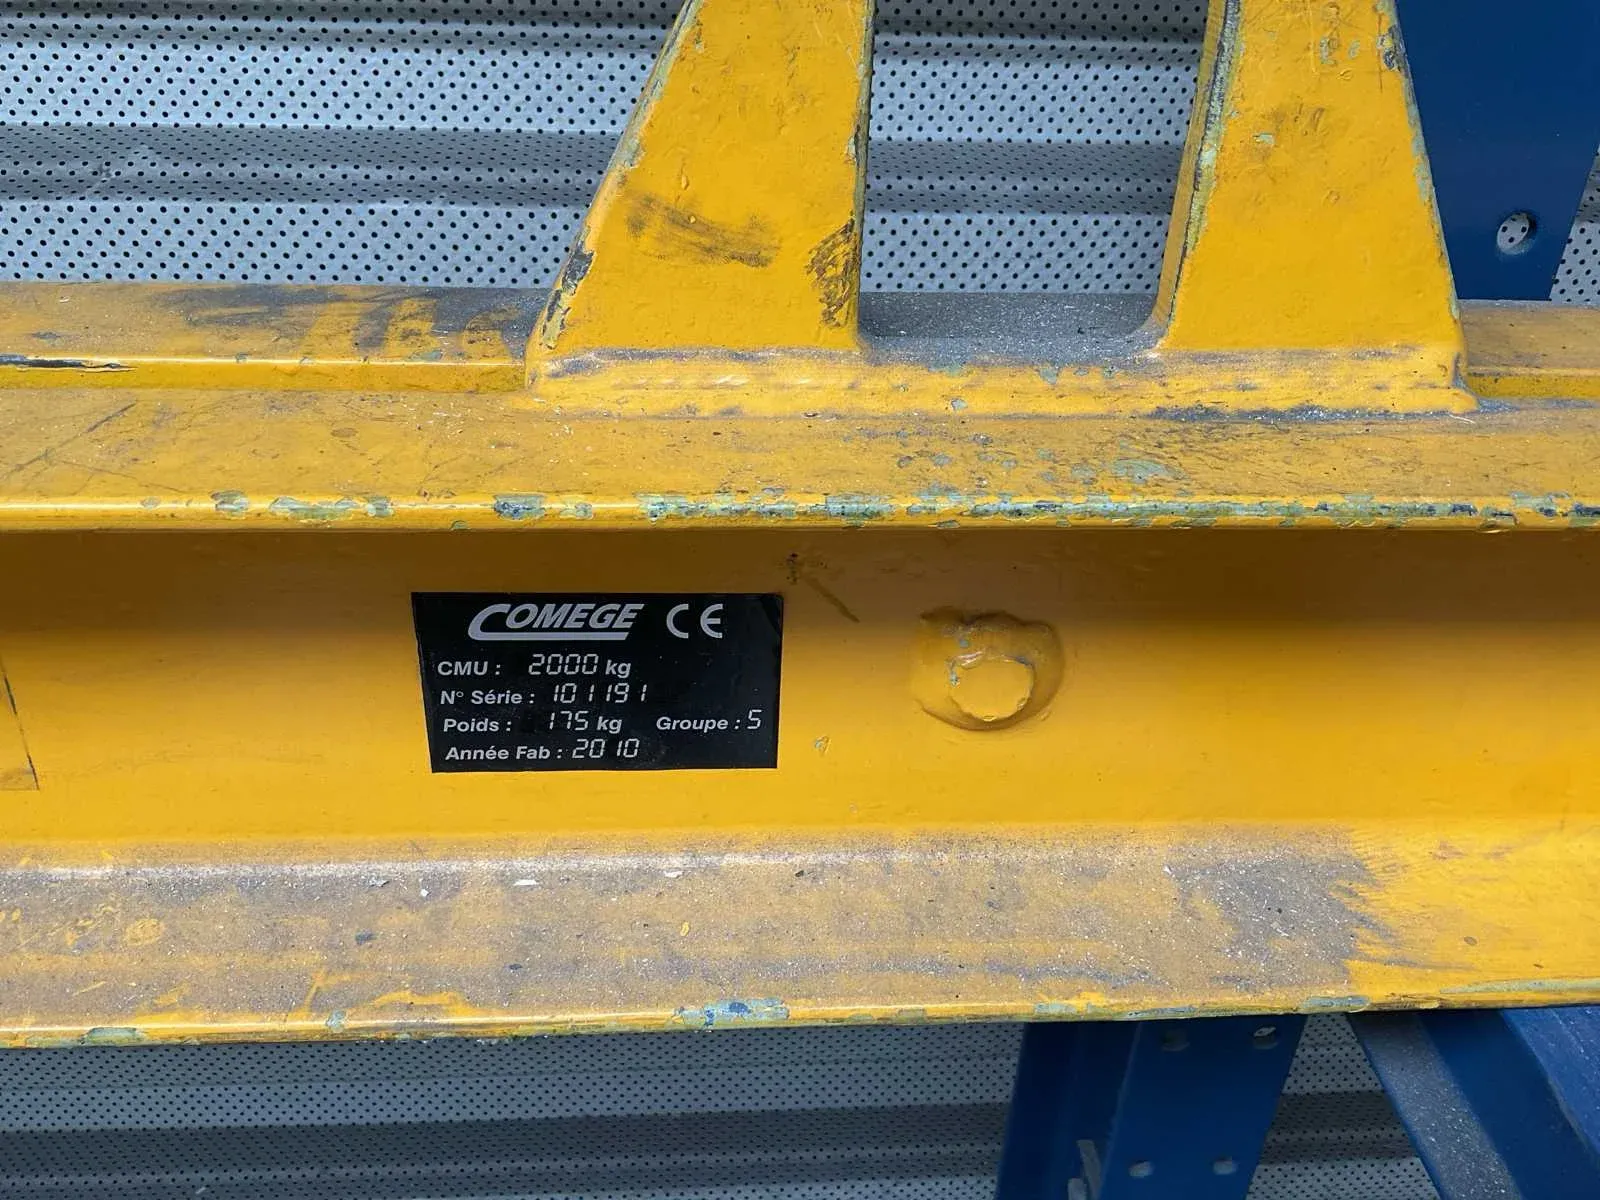 COMEGE CE
CMU : 2000 kg
N° Série : 101191
Poids : 175 kg Groupe : 5
Année Fab : 2010